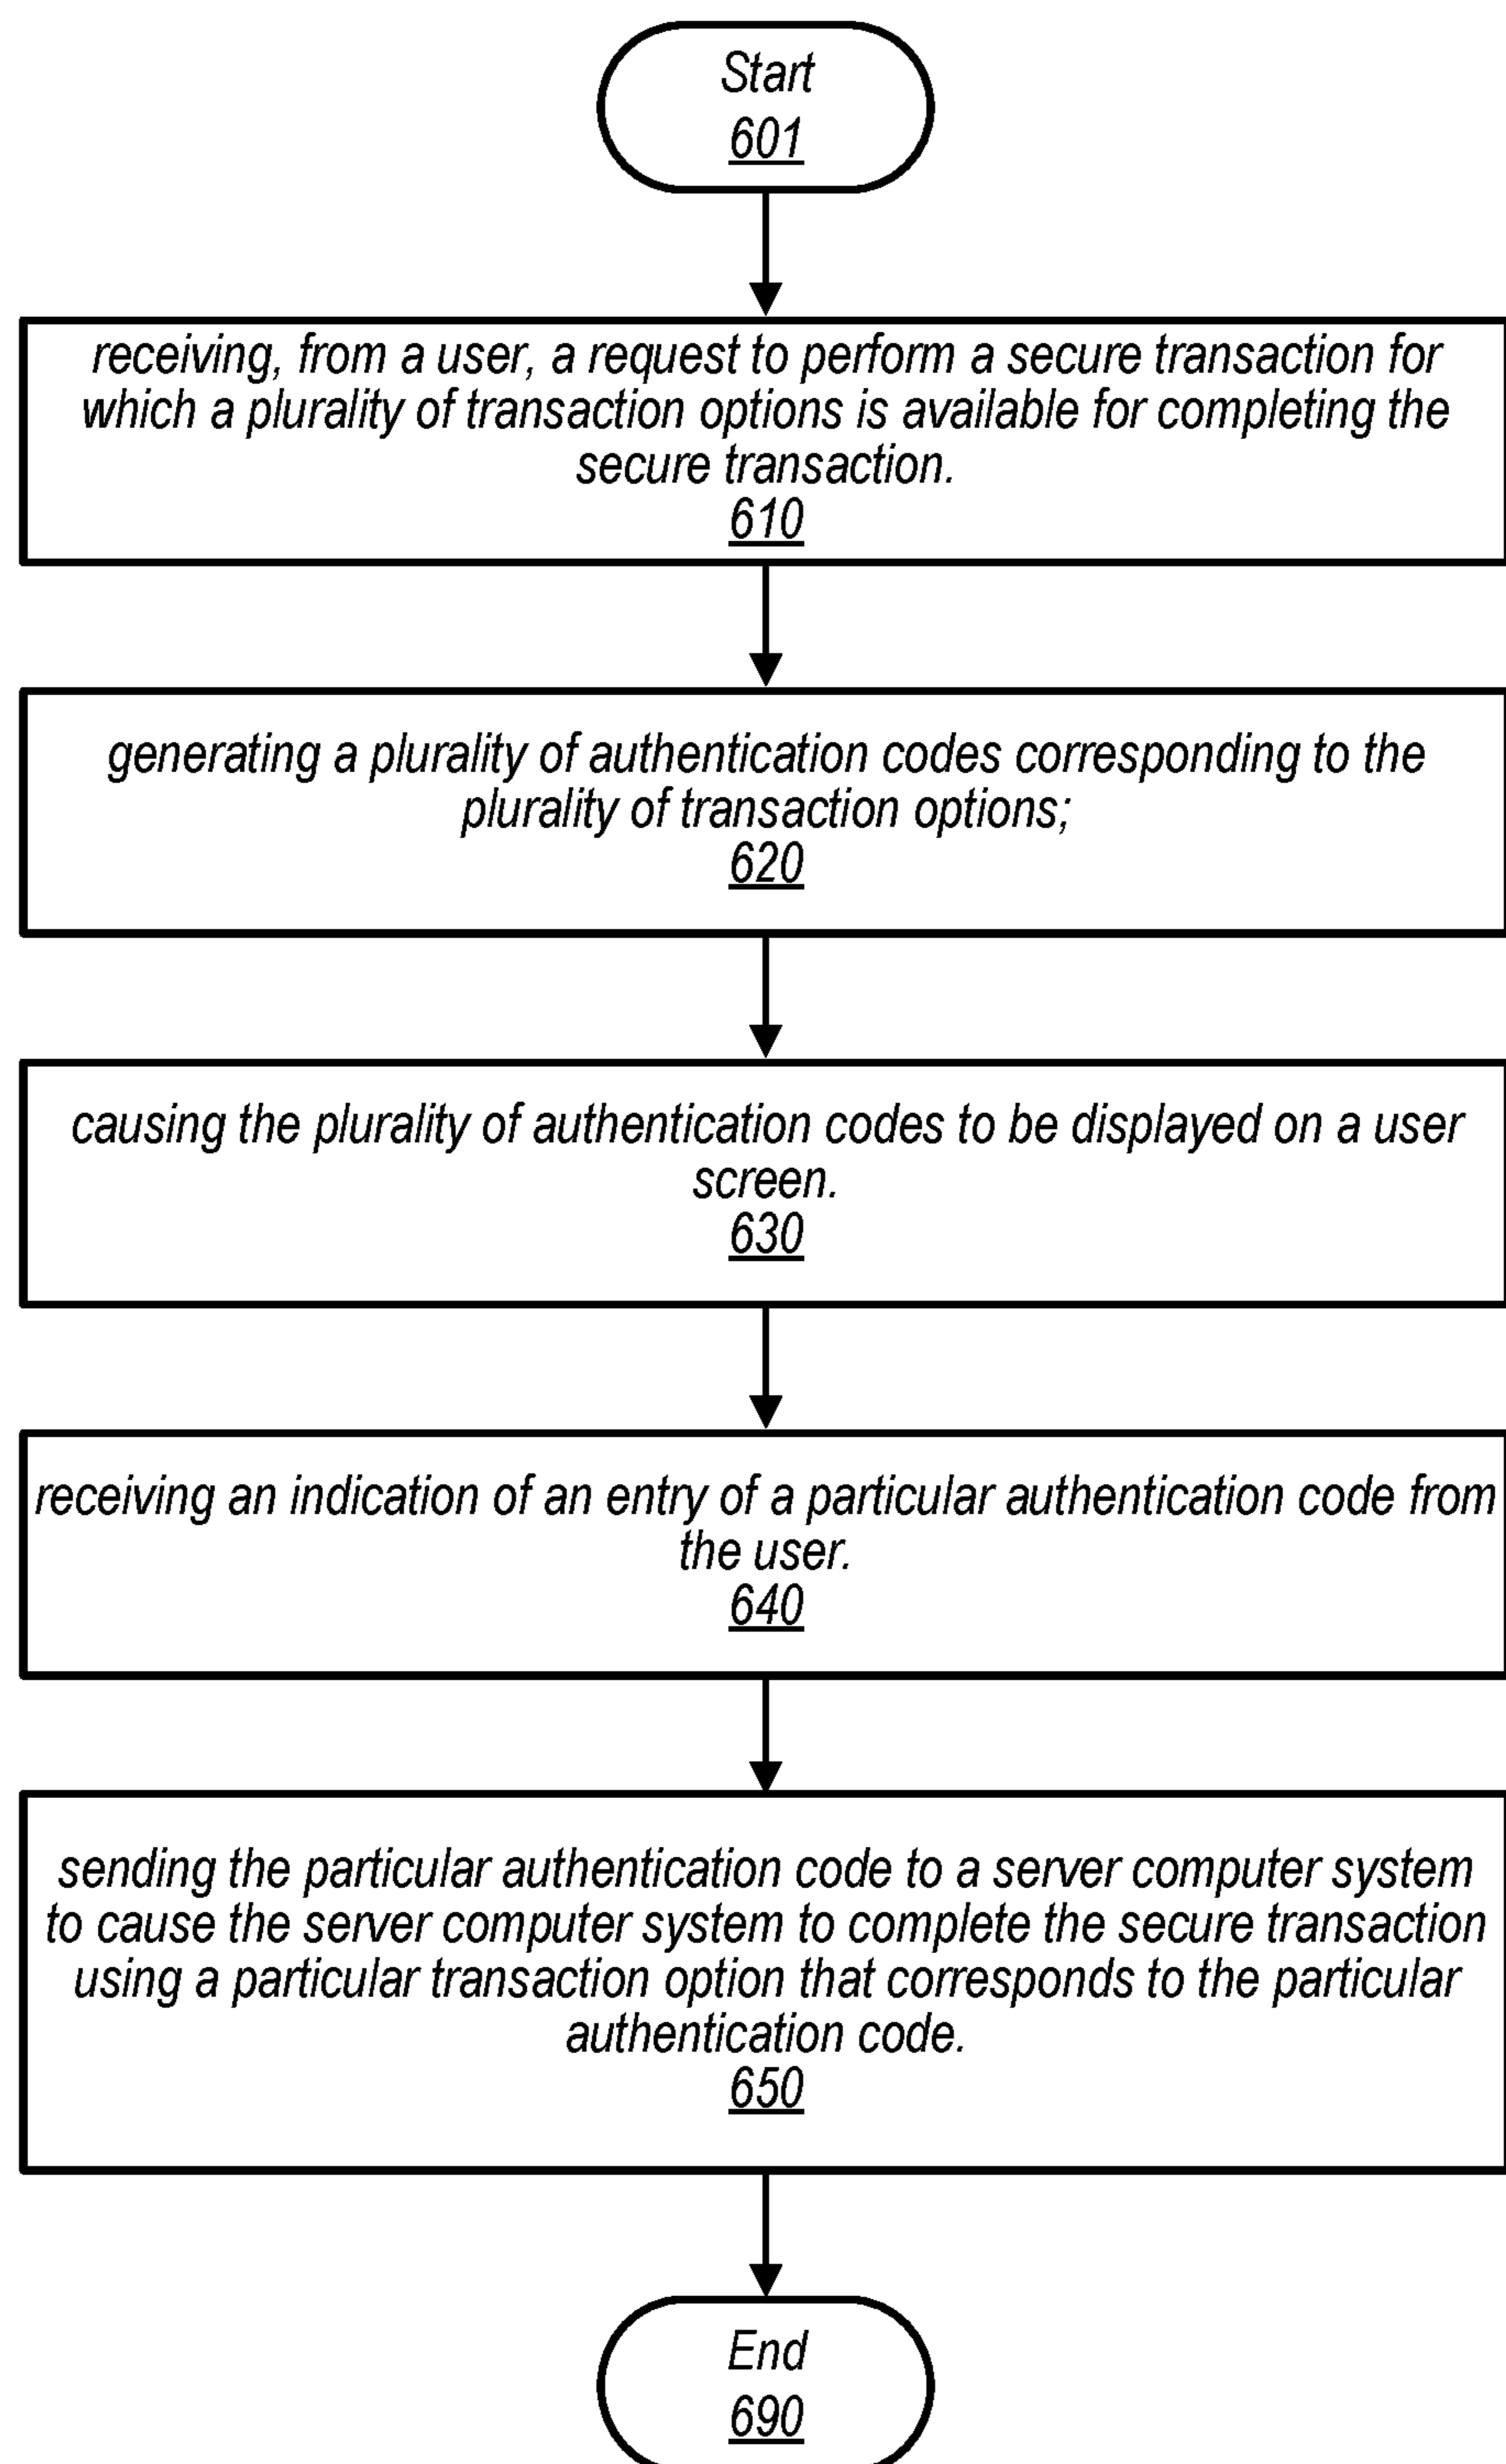 Start
601
receiving, from a user, a request to perform a secure transaction for
which a plurality of transaction options is available for completing the
secure transaction.
610
generating a plurality of authentication codes corresponding to the
plurality of transaction options;
620
causing the plurality of authentication codes to be displayed on a user
screen.
630
receiving an indication of an entry of a particular authentication code from
the user.
640
sending the particular authentication code to a server computer system
to cause the server computer system to complete the secure transaction
using a particular transaction option that corresponds to the particular
authentication code.
650
End
690